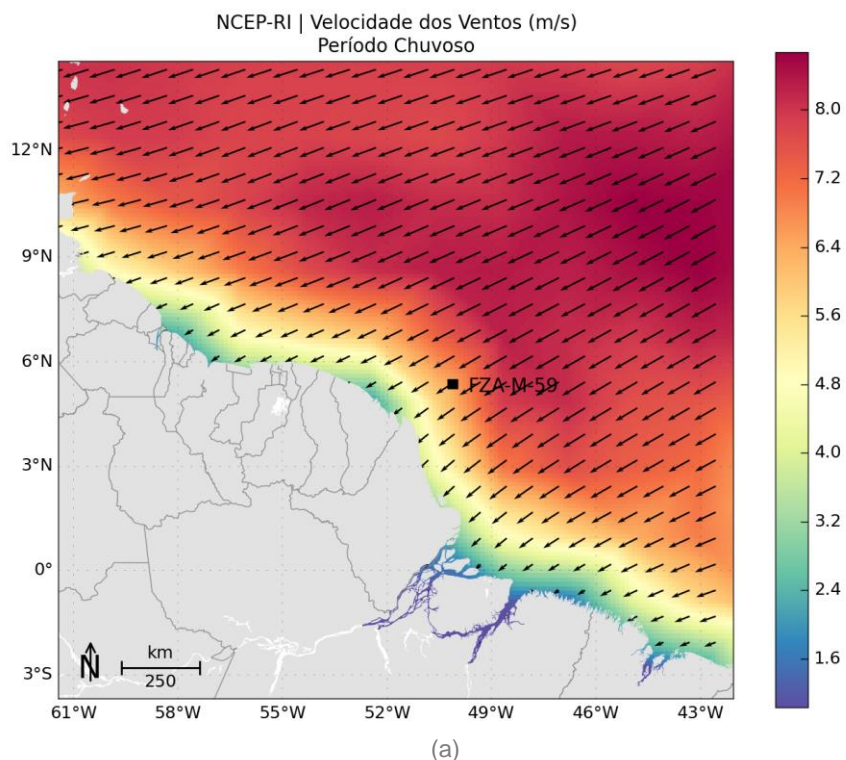 NCEP-RI | Velocidade dos Ventos (m/s)
Período Chuvoso
8.0
12°N
7.2
9°N
6.4
5.6
6°N
FZA-M-59
4.8
4.0
3°N
3.2
0°
2.4
N
km
250
3°S
1.6
61°W 58°W 55°W 52°W 49°W 46°W 43°W
(a)